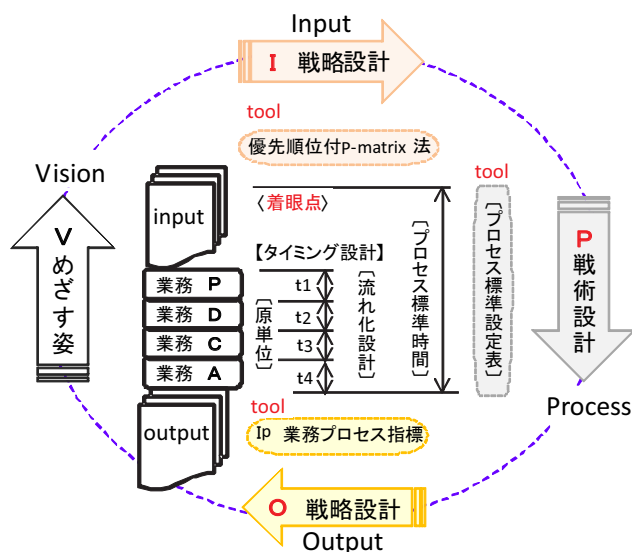 Input
I 戦略設計
tool
優先順位付P-matrix 法
Vision
V めざす姿
input
〈着眼点〉
【タイミング設計】
業務 P
業務 D
業務 C
業務 A
〔原単位〕
t1
t2
t3
t4
〔流れ化設計〕
〔プロセス標準時間〕
tool
〔プロセス標準設定表〕
P 戦術設計
Process
output
tool
Ip 業務プロセス指標
O 戦略設計
Output